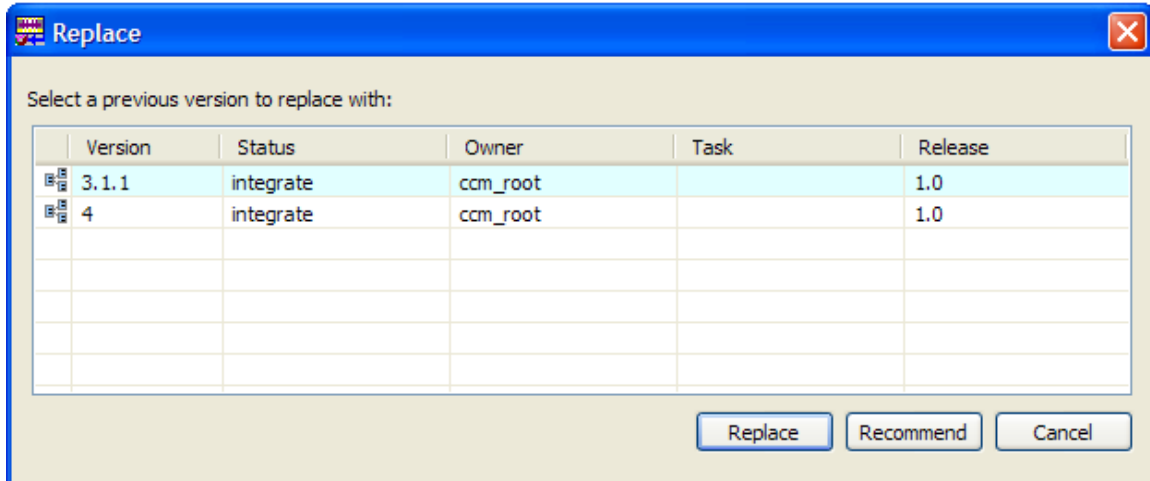 Replace
Select a previous version to replace with:
Version Status Owner Task Release
3.1.1 integrate ccm_root 1.0
4 integrate ccm_root 1.0
Replace Recommend Cancel